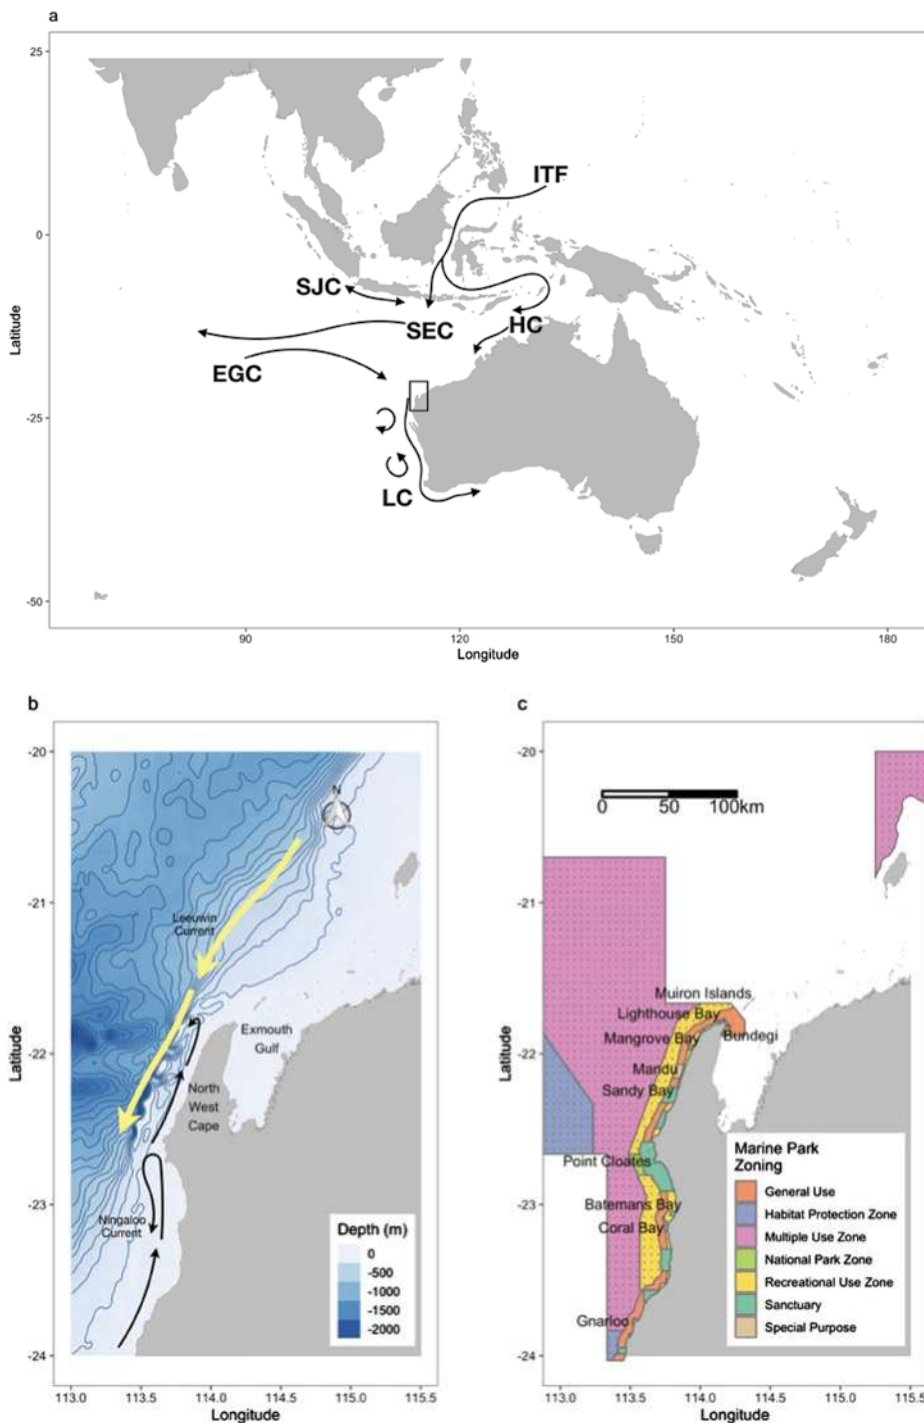 a
25
0
-25
-50
Latitude
90
120
150
180
Longitude
ITF
SJC
SEC
HC
EGC
LC
b
-20
-21
-22
-23
-24
Latitude
113.0
113.5
114.0
114.5
115.0
115.5
Longitude
N
Leeuwin
Current
Exmouth
Gulf
North
West
Cape
Ningaloo
Current
Depth (m)
0
-500
-1000
-1500
-2000
c
-20
-21
-22
-23
-24
Latitude
113.0
113.5
114.0
114.5
115.0
115.5
Longitude
0 50 100km
Muiron Islands
Lighthouse Bay
Bundegi
Mangrove Bay
Mandu
Sandy Bay
Point Cloates
Batemans Bay
Coral Bay
Gnarloo
Marine Park
Zoning
General Use
Habitat Protection Zone
Multiple Use Zone
National Park Zone
Recreational Use Zone
Sanctuary
Special Purpose